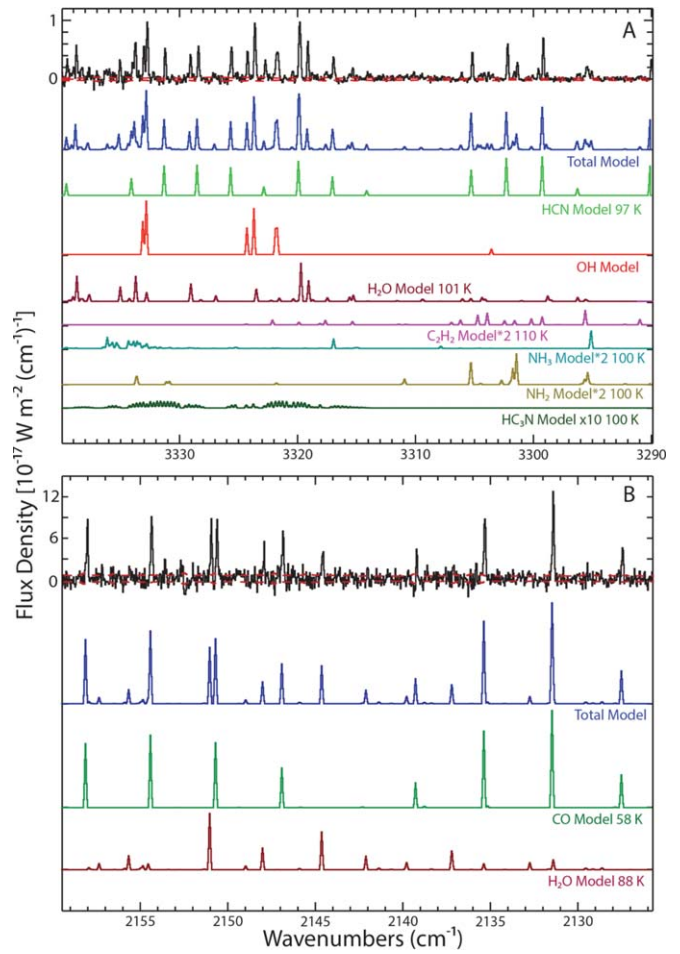 1
0
A
Total Model
HCN Model 97 K
OH Model
H₂O Model 101 K
C₂H₂ Model*2 110 K
NH₃ Model*2 100 K
NH₂ Model*2 100 K
HC₃N Model x10 100 K
3330 3320 3310 3300 3290
Flux Density [10⁻¹⁷ W m⁻² (cm⁻¹)⁻¹]
B
12
6
0
Total Model
CO Model 58 K
H₂O Model 88 K
2155 2150 2145 2140 2135 2130
Wavenumbers (cm⁻¹)